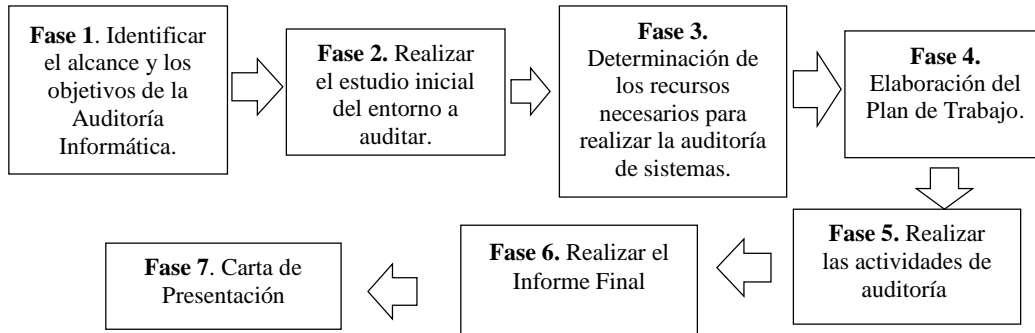 Fase 1. Identificar
el alcance y los
objetivos de la
Auditoría
Informática.
Fase 2. Realizar
el estudio inicial
del entorno a
auditar.
Fase 3.
Determinación de
los recursos
necesarios para
realizar la auditoría
de sistemas.
Fase 4.
Elaboración del
Plan de Trabajo.
Fase 5. Realizar
las actividades de
auditoría
Fase 6. Realizar el
Informe Final
Fase 7. Carta de
Presentación